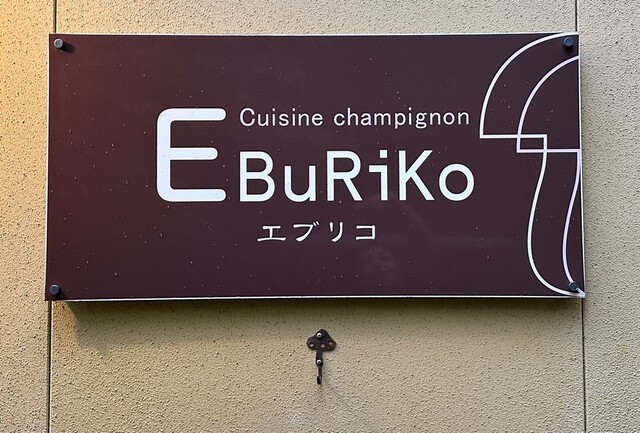 Cuisine champignon
EBuRiKo
エブリコ